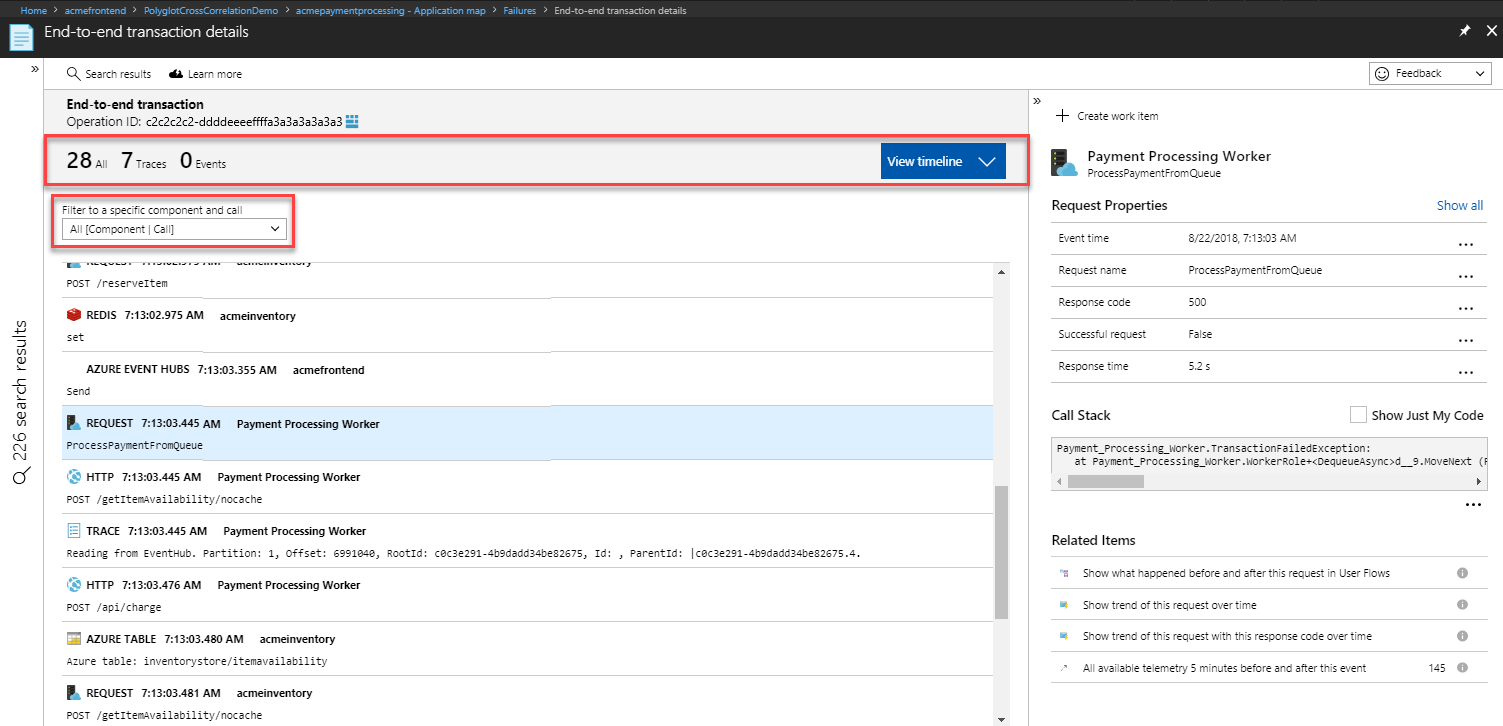 Home > acmefrontend > PolyglotCrossCorrelationDemo > acmepaymentprocessing - Application map > Failures > End-to-end transaction details
End-to-end transaction details
Search results Learn more
Feedback
End-to-end transaction
Operation ID: c2c2c2c2-ddddeeeeffffa3a3a3a3a3a3
28 All 7 Traces 0 Events
View timeline
Filter to a specific component and call
All [Component | Call]
226 search results
REQUEST 7:13:02.973 AM acmeinventory
POST /reserveItem
REDIS 7:13:02.975 AM acmeinventory
set
AZURE EVENT HUBS 7:13:03.355 AM acmefrontend
Send
REQUEST 7:13:03.445 AM Payment Processing Worker
ProcessPaymentFromQueue
HTTP 7:13:03.445 AM Payment Processing Worker
POST /getItemAvailability/nocache
TRACE 7:13:03.445 AM Payment Processing Worker
Reading from EventHub. Partition: 1, Offset: 6991040, RootId: c0c3e291-4b9dadd34be82675, Id: , ParentId: |c0c3e291-4b9dadd34be82675.4.
HTTP 7:13:03.476 AM Payment Processing Worker
POST /api/charge
AZURE TABLE 7:13:03.480 AM acmeinventory
Azure table: inventorystore/itemavailability
REQUEST 7:13:03.481 AM acmeinventory
POST /getItemAvailability/nocache
Create work item
Payment Processing Worker
ProcessPaymentFromQueue
Request Properties Show all
Event time 8/22/2018, 7:13:03 AM ...
Request name ProcessPaymentFromQueue ...
Response code 500 ...
Successful request False ...
Response time 5.2 s ...
Call Stack Show Just My Code
Payment_Processing_Worker.TransactionFailedException:
at Payment_Processing_Worker.WorkerRole+<DequeueAsync>d__9.MoveNext (
...
Related Items
Show what happened before and after this request in User Flows
Show trend of this request over time
Show trend of this request with this response code over time
All available telemetry 5 minutes before and after this event 145